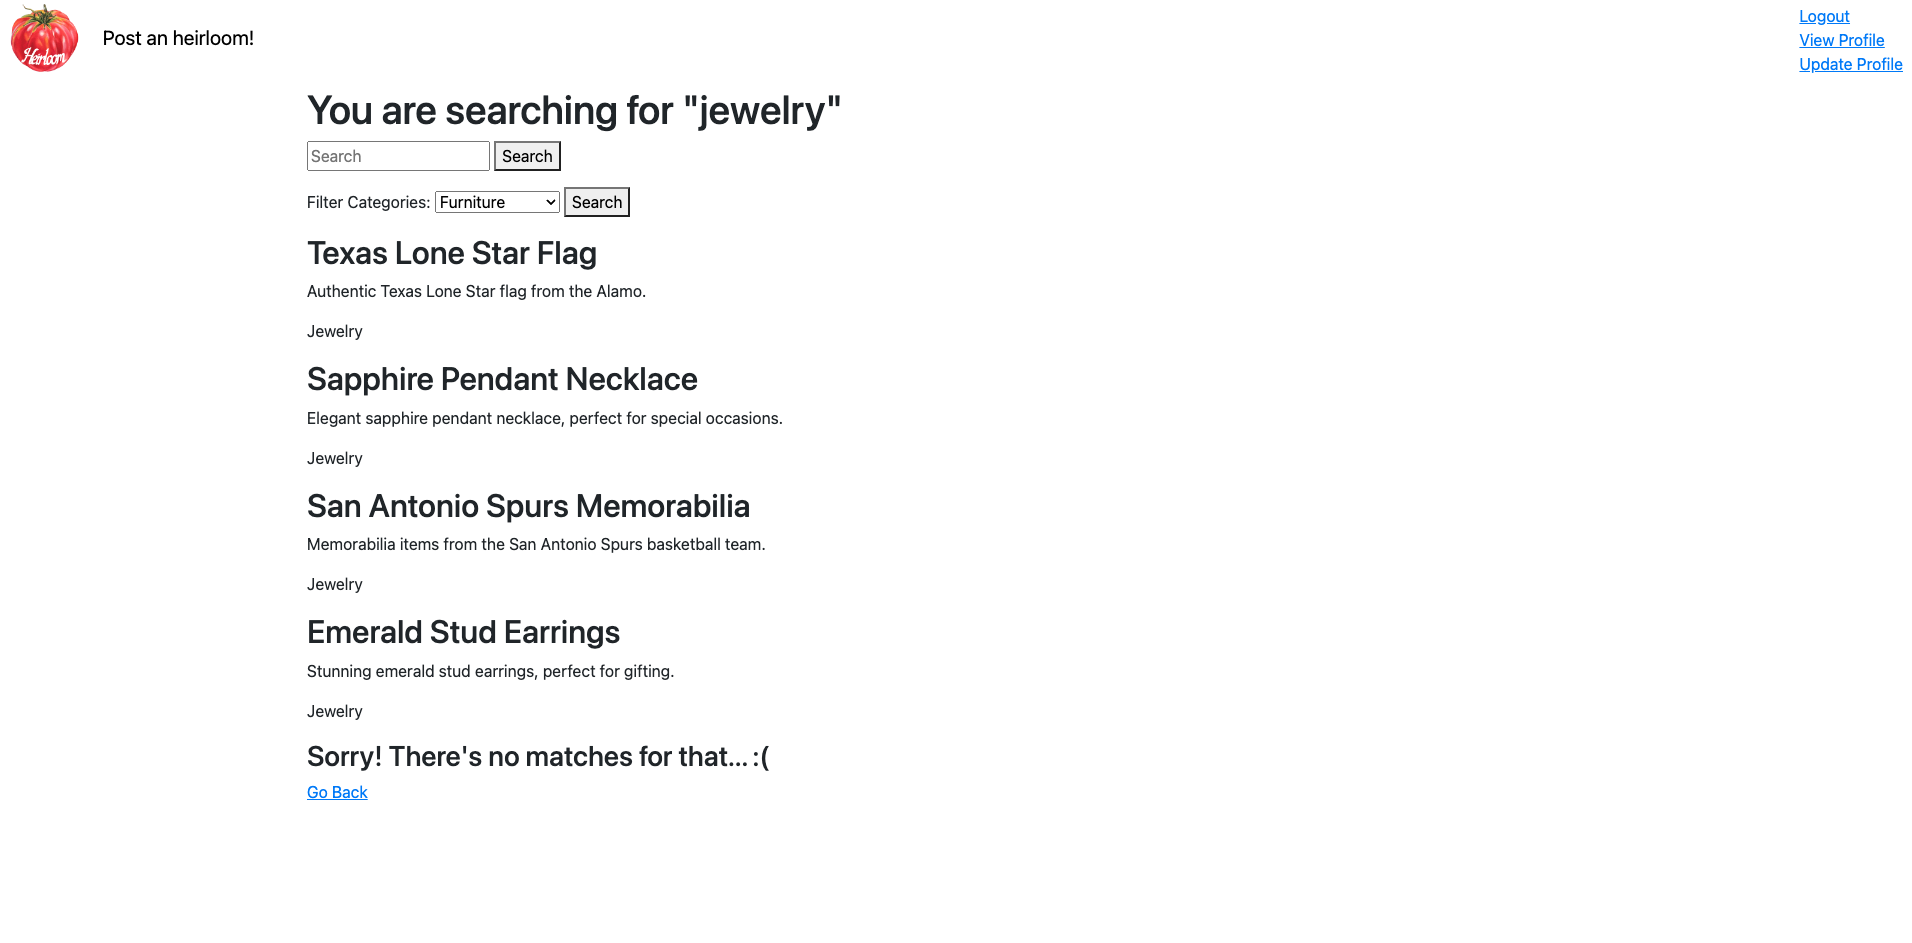 Heirloom
Post an heirloom!
Logout
View Profile
Update Profile
You are searching for "jewelry"
Search Search
Filter Categories: Furniture Search
Texas Lone Star Flag
Authentic Texas Lone Star flag from the Alamo.
Jewelry
Sapphire Pendant Necklace
Elegant sapphire pendant necklace, perfect for special occasions.
Jewelry
San Antonio Spurs Memorabilia
Memorabilia items from the San Antonio Spurs basketball team.
Jewelry
Emerald Stud Earrings
Stunning emerald stud earrings, perfect for gifting.
Jewelry
Sorry! There's no matches for that... :(
Go Back